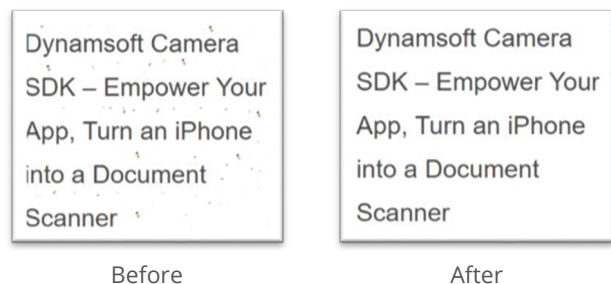 Dynamsoft Camera
SDK – Empower Your
App, Turn an iPhone
into a Document
Scanner
Before
Dynamsoft Camera
SDK – Empower Your
App, Turn an iPhone
into a Document
Scanner
After